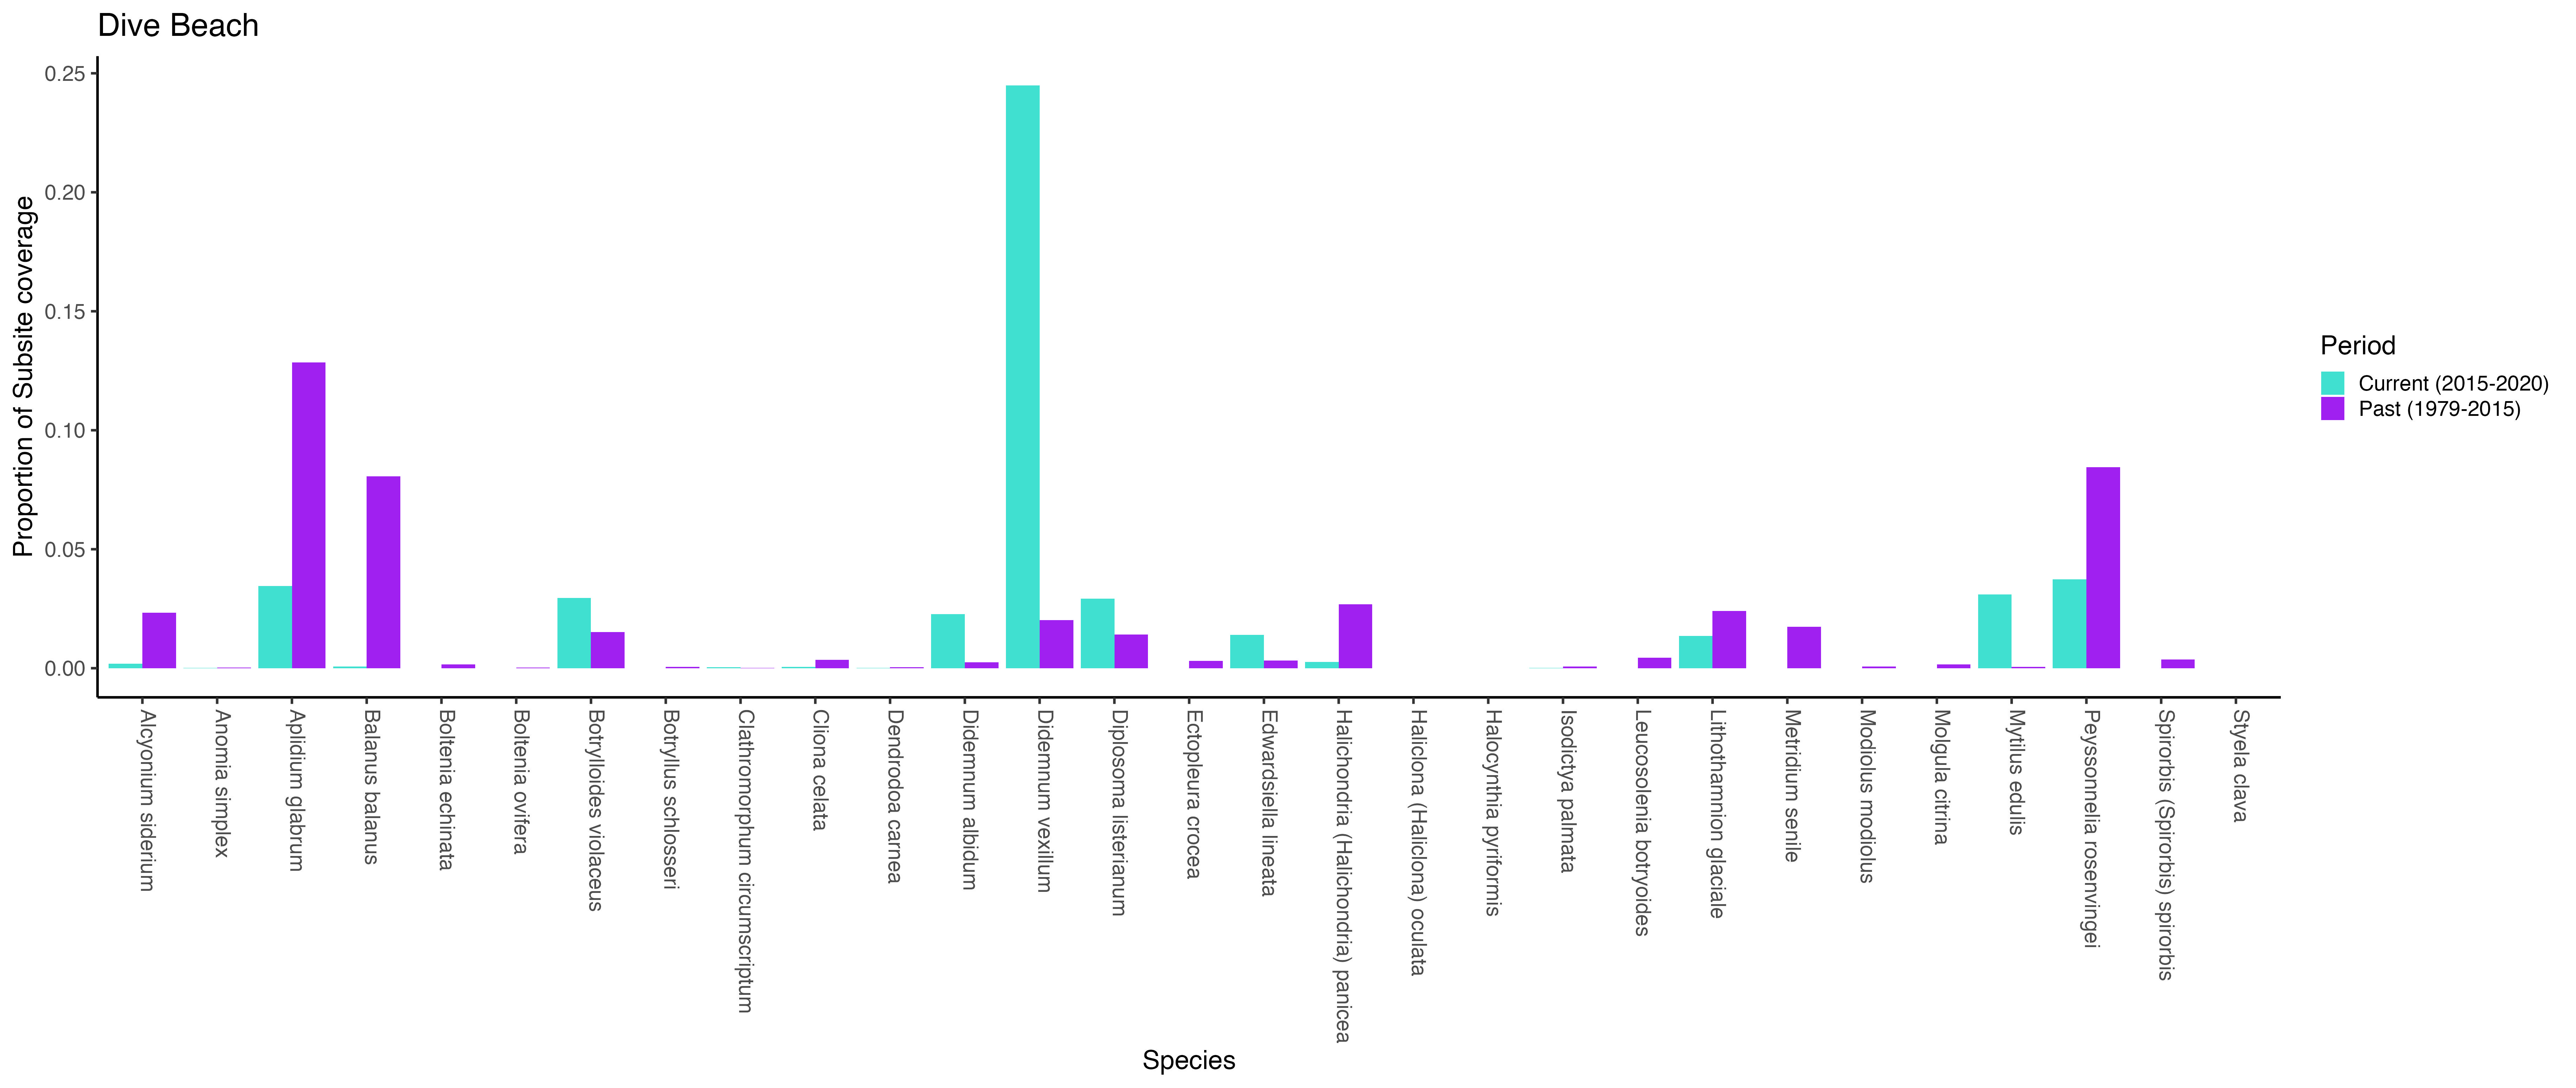 Dive Beach
0.25
0.20
0.15
0.10
0.05
0.00
Proportion of Subsite coverage
Alcyonium siderium
Anomia simplex
Aplidium glabrum
Balanus balanus
Boltenia echinata
Boltenia ovifera
Botrylloides violaceus
Botryllus schlosseri
Clathromorphum circumscriptum
Cliona celata
Dendrodoa carnea
Didemnum albidum
Didemnum vexillum
Diplosoma listerianum
Ectopleura crocea
Edwardsiella lineata
Halichondria (Halichondria) panicea
Haliclona (Haliclona) oculata
Halocynthia pyriformis
Isodictya palmata
Leucosolenia botryoides
Lithothamnion glaciale
Metridium senile
Modiolus modiolus
Molgula citrina
Mytilus edulis
Peyssonnelia rosenvingei
Spirorbis (Spirorbis) spirorbis
Styela clava
Species
Period
Current (2015-2020)
Past (1979-2015)